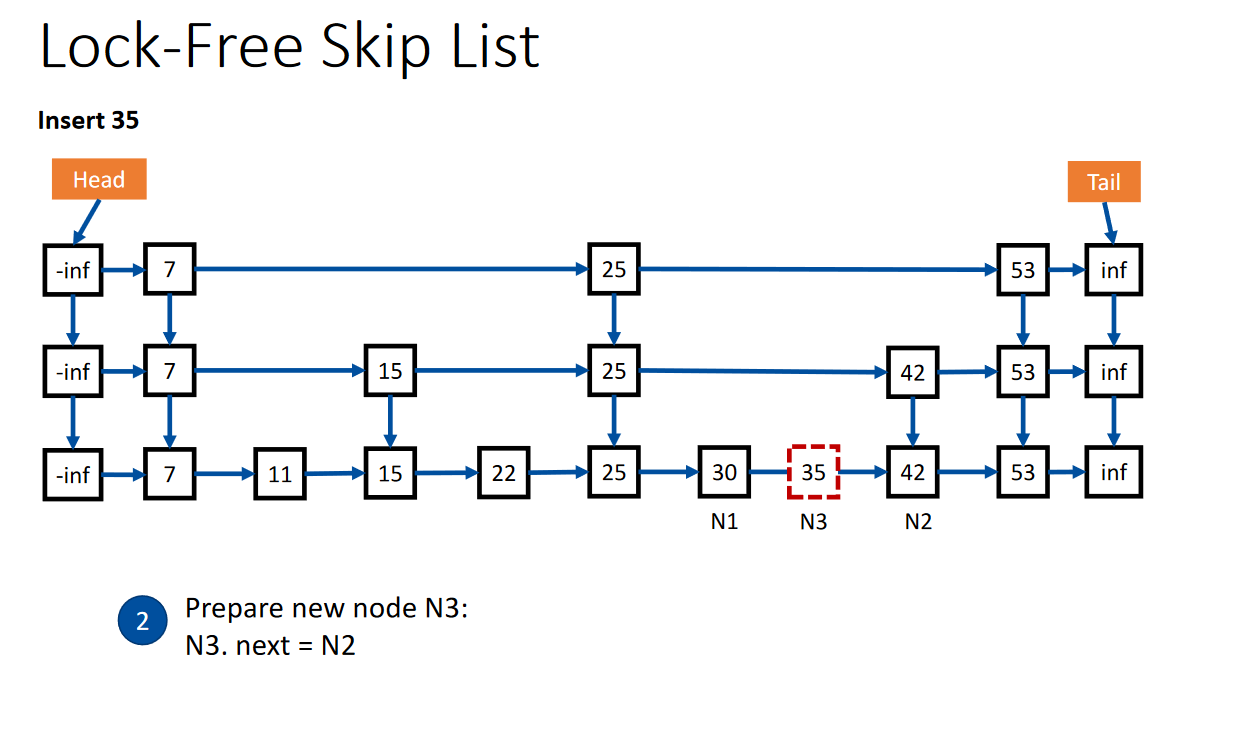 Lock-Free Skip List
Insert 35
Head
Tail
-inf 7 25 53 inf
-inf 7 15 25 42 53 inf
-inf 7 11 15 22 25 30 35 42 53 inf
N1 N3 N2
2 Prepare new node N3:
N3. next = N2